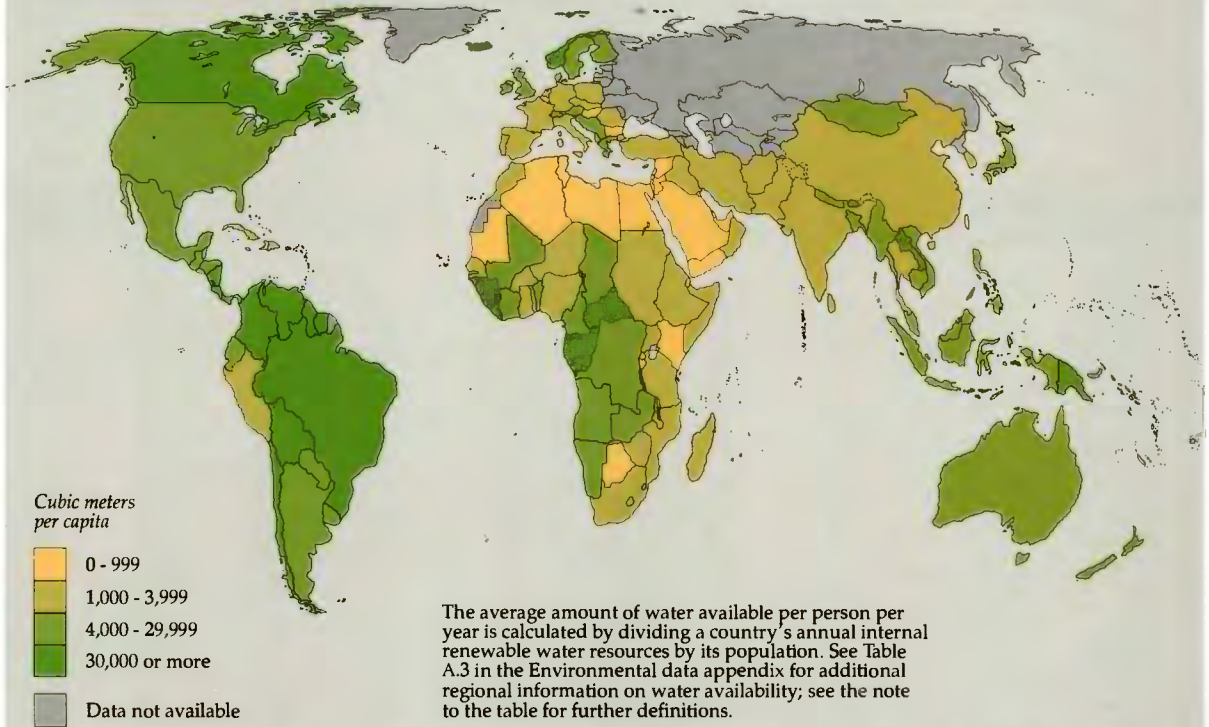 Cubic meters
per capita
0 - 999
1,000 - 3,999
4,000 - 29,999
30,000 or more
Data not available
The average amount of water available per person per
year is calculated by dividing a country's annual internal
renewable water resources by its population. See Table
A.3 in the Environmental data appendix for additional
regional information on water availability; see the note
to the table for further definitions.